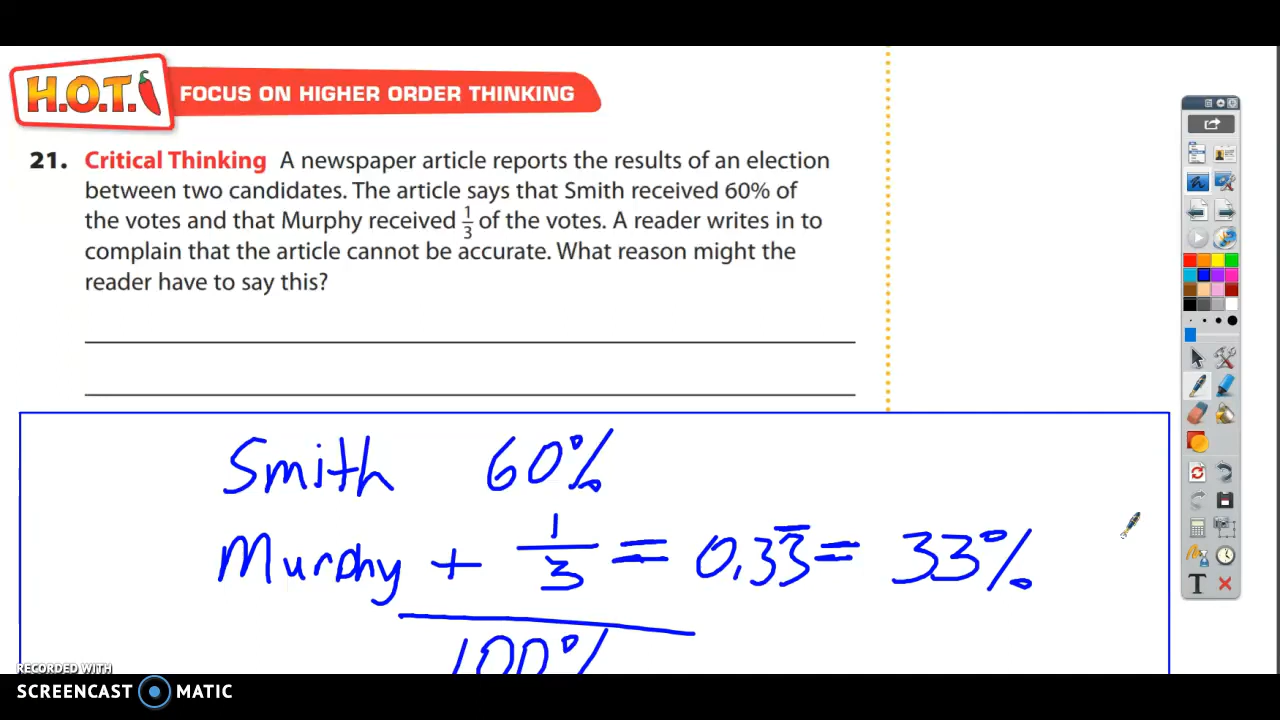 H.O.T.
FOCUS ON HIGHER ORDER THINKING
21. Critical Thinking A newspaper article reports the results of an election
between two candidates. The article says that Smith received 60% of
the votes and that Murphy received 1/3 of the votes. A reader writes in to
complain that the article cannot be accurate. What reason might the
reader have to say this?
Smith 60%
Murphy + 1/3 = 0.33̅ = 33%
100%
T
RECORDED WITH
SCREENCAST MATIC